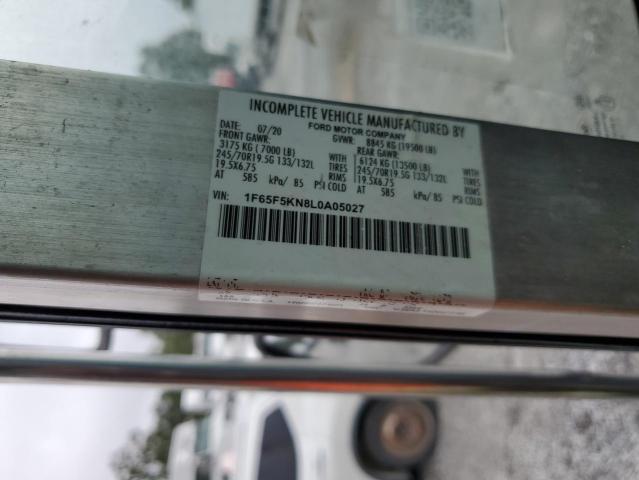 INCOMPLETE VEHICLE MANUFACTURED BY
FORD MOTOR COMPANY
DATE: 07/20 GVWR: 8845 KG (19500 LB)
FRONT GAWR: REAR GAWR:
3175 KG ( 7000 LB) WITH 6124 KG (13500 LB) WITH
245/70R19.5G 133/132L TIRES 245/70R19.5G 133/132L TIRES
19.5X6.75 RIMS 19.5X6.75 RIMS
AT 585 kPa/ 85 PSI COLD AT 585 kPa/ 85 PSI COLD
VIN: 1F65F5KN8L0A05027